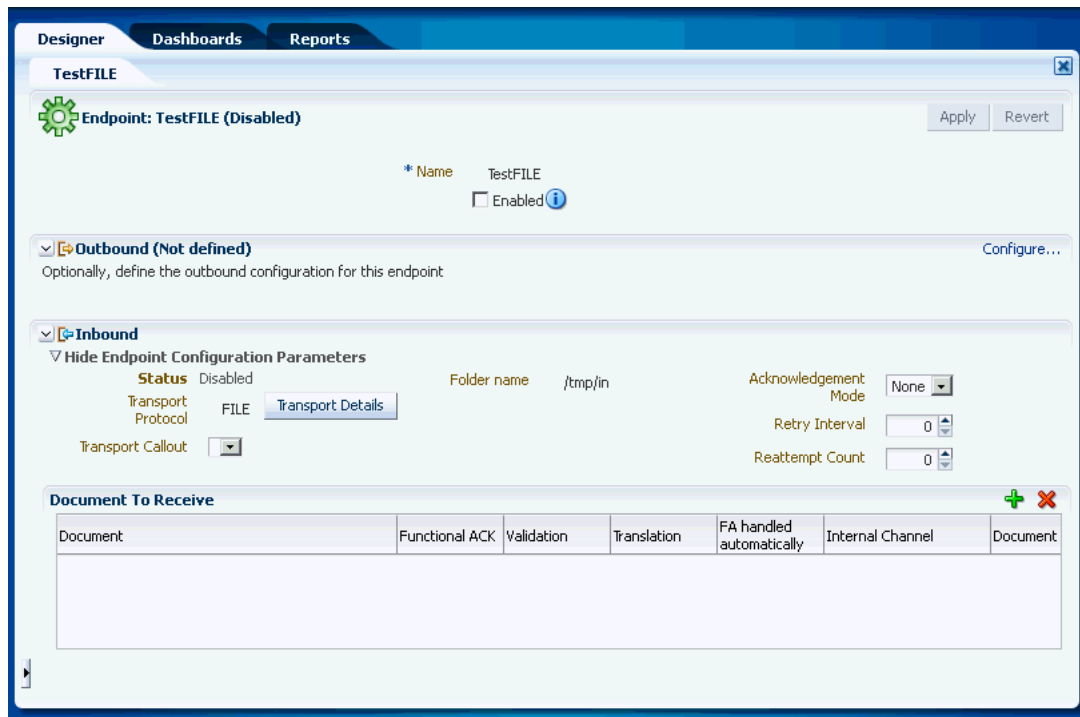 Designer Dashboards Reports
TestFILE
Endpoint: TestFILE (Disabled) Apply Revert
* Name TestFILE
Enabled
Outbound (Not defined) Configure...
Optionally, define the outbound configuration for this endpoint
Inbound
Hide Endpoint Configuration Parameters
Status Disabled
Transport
Protocol
FILE Transport Details
Transport Callout
Folder name /tmp/in
Acknowledgement
Mode
None
Retry Interval 0
Reattempt Count 0
Document To Receive
Document Functional ACK Validation Translation FA handled
automatically
Internal Channel Document